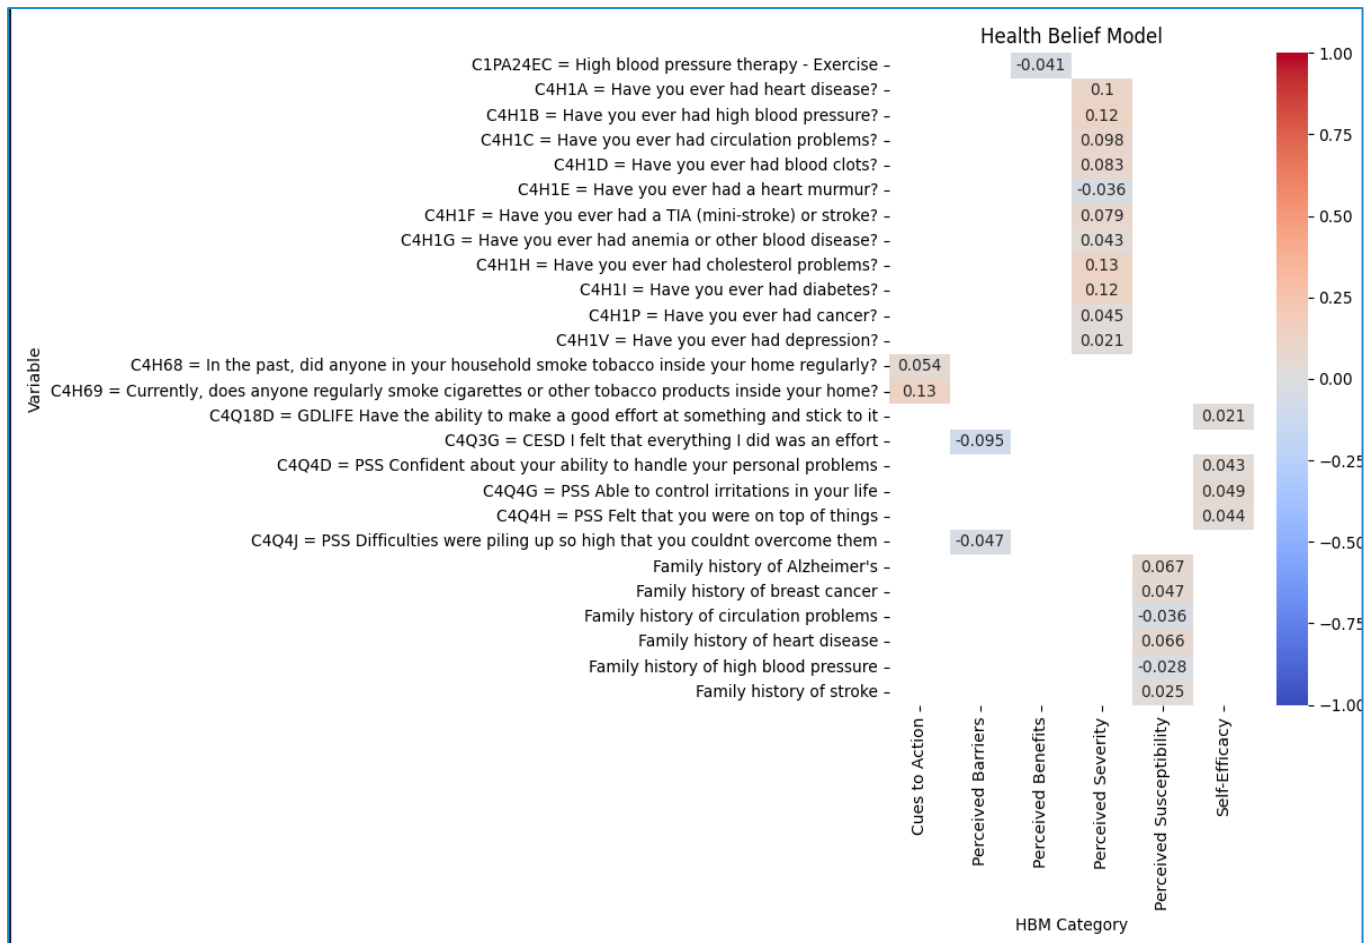 Health Belief Model
C1PA24EC = High blood pressure therapy - Exercise
-0.041
C4H1A = Have you ever had heart disease?
0.1
C4H1B = Have you ever had high blood pressure?
0.12
C4H1C = Have you ever had circulation problems?
0.098
C4H1D = Have you ever had blood clots?
0.083
C4H1E = Have you ever had a heart murmur?
-0.036
C4H1F = Have you ever had a TIA (mini-stroke) or stroke?
0.079
C4H1G = Have you ever had anemia or other blood disease?
0.043
C4H1H = Have you ever had cholesterol problems?
0.13
C4H1I = Have you ever had diabetes?
0.12
C4H1P = Have you ever had cancer?
0.045
C4H1V = Have you ever had depression?
0.021
C4H68 = In the past, did anyone in your household smoke tobacco inside your home regularly?
0.054
C4H69 = Currently, does anyone regularly smoke cigarettes or other tobacco products inside your home?
0.13
C4Q18D = GDLIFE Have the ability to make a good effort at something and stick to it
0.021
C4Q3G = CESD I felt that everything I did was an effort
-0.095
C4Q4D = PSS Confident about your ability to handle your personal problems
0.043
C4Q4G = PSS Able to control irritations in your life
0.049
C4Q4H = PSS Felt that you were on top of things
0.044
C4Q4J = PSS Difficulties were piling up so high that you couldnt overcome them
-0.047
Family history of Alzheimer's
0.067
Family history of breast cancer
0.047
Family history of circulation problems
-0.036
Family history of heart disease
0.066
Family history of high blood pressure
-0.028
Family history of stroke
0.025
Variable
Cues to Action
Perceived Barriers
Perceived Benefits
Perceived Severity
Perceived Susceptibility
Self-Efficacy
HBM Category
1.00
0.75
0.50
0.25
0.00
−0.25
−0.50
−0.75
−1.00